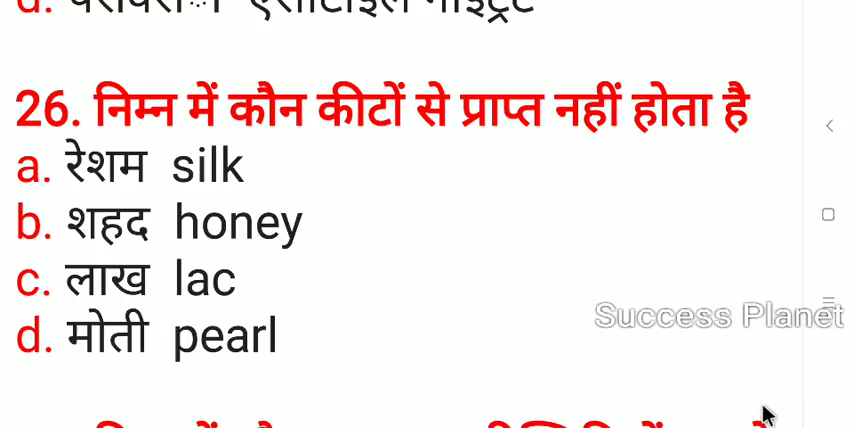 26. निम्न में कौन कीटों से प्राप्त नहीं होता है
a. रेशम silk
b. शहद honey
c. लाख lac
Success Planet
d. मोती pearl